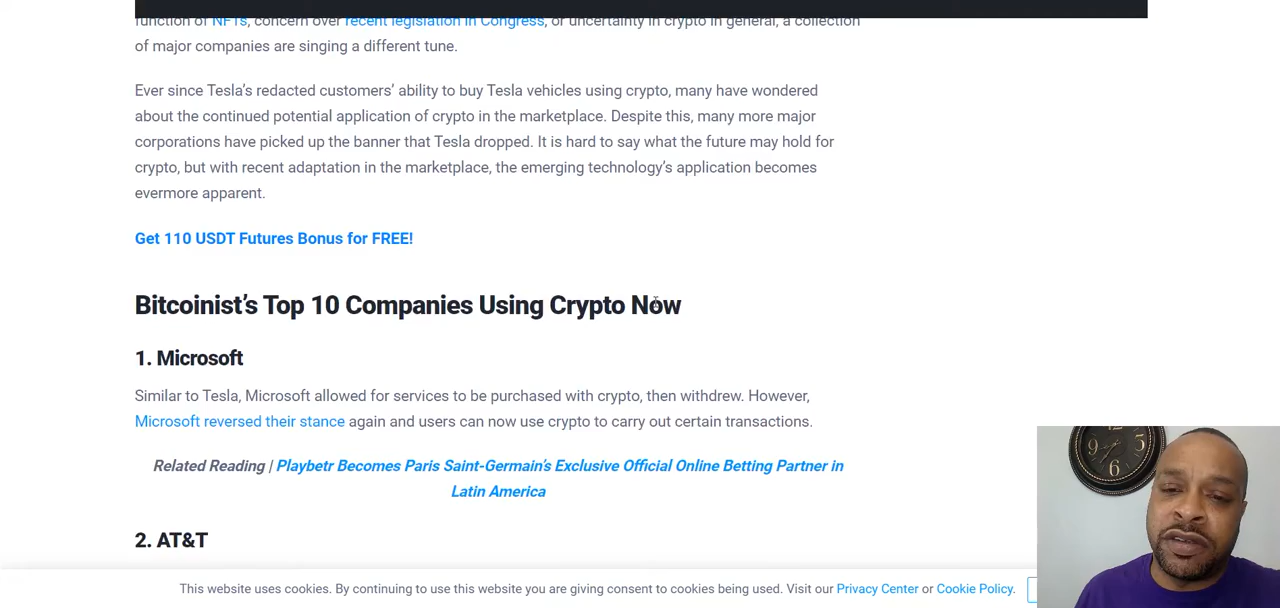 function of NFTs, concern over recent legislation in Congress, or uncertainty in crypto in general, a collection
of major companies are singing a different tune.
Ever since Tesla's redacted customers' ability to buy Tesla vehicles using crypto, many have wondered
about the continued potential application of crypto in the marketplace. Despite this, many more major
corporations have picked up the banner that Tesla dropped. It is hard to say what the future may hold for
crypto, but with recent adaptation in the marketplace, the emerging technology's application becomes
evermore apparent.
Get 110 USDT Futures Bonus for FREE!
Bitcoinist's Top 10 Companies Using Crypto Now
1. Microsoft
Similar to Tesla, Microsoft allowed for services to be purchased with crypto, then withdrew. However,
Microsoft reversed their stance again and users can now use crypto to carry out certain transactions.
Related Reading | Playbetr Becomes Paris Saint-Germain's Exclusive Official Online Betting Partner in
Latin America
2. AT&T
This website uses cookies. By continuing to use this website you are giving consent to cookies being used. Visit our Privacy Center or Cookie Policy.
12
9
3
6